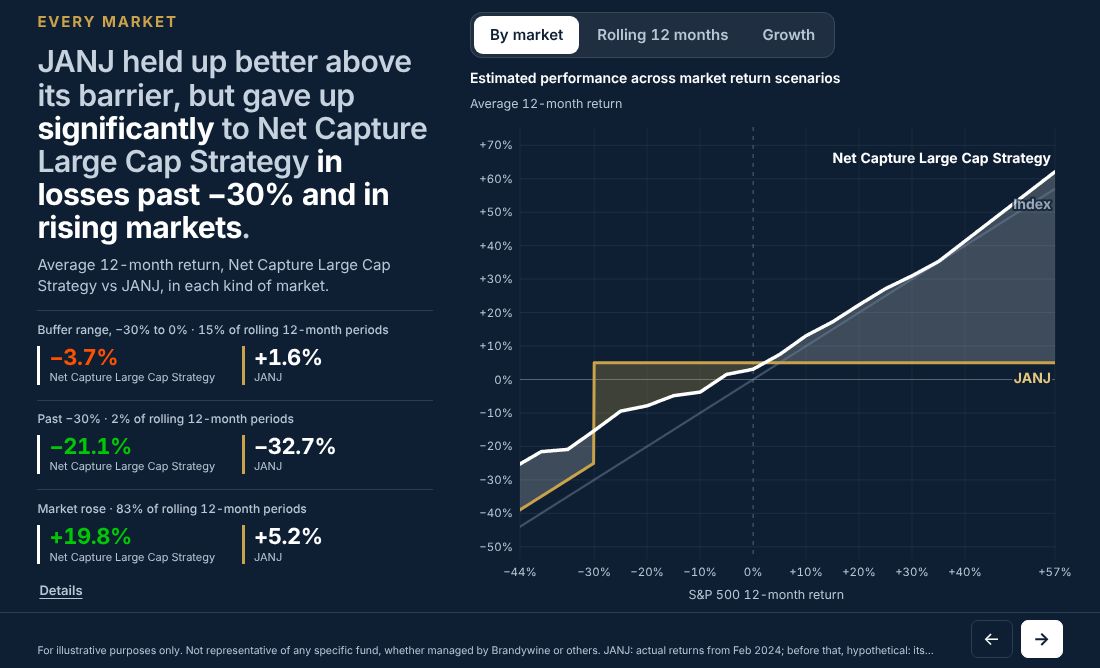 EVERY MARKET
JANJ held up better above
its barrier, but gave up
significantly to Net Capture
Large Cap Strategy in
losses past −30% and in
rising markets.
Average 12-month return, Net Capture Large Cap
Strategy vs JANJ, in each kind of market.
Buffer range, −30% to 0% · 15% of rolling 12-month periods
−3.7%
Net Capture Large Cap Strategy
+1.6%
JANJ
Past −30% · 2% of rolling 12-month periods
−21.1%
Net Capture Large Cap Strategy
−32.7%
JANJ
Market rose · 83% of rolling 12-month periods
+19.8%
Net Capture Large Cap Strategy
+5.2%
JANJ
Details
By market
Rolling 12 months
Growth
Estimated performance across market return scenarios
Average 12-month return
+70%
+60%
+50%
+40%
+30%
+20%
+10%
0%
−10%
−20%
−30%
−40%
−50%
Net Capture Large Cap Strategy
Index
JANJ
−44%
−30%
−20%
−10%
0%
+10%
+20%
+30%
+40%
+57%
S&P 500 12-month return
For illustrative purposes only. Not representative of any specific fund, whether managed by Brandywine or others. JANJ: actual returns from Feb 2024; before that, hypothetical: its…